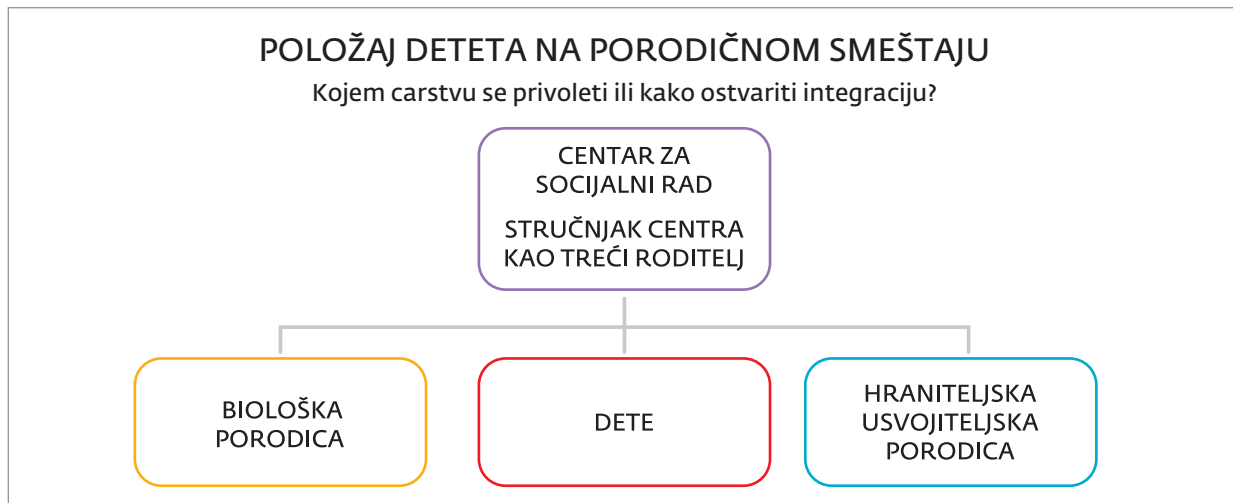 POLOŽAJ DETETA NA PORODIČNOM SMEŠTAJU
Kojem carstvu se privoleti ili kako ostvariti integraciju?
CENTAR ZA
SOCIJALNI RAD
STRUČNJAK CENTRA
KAO TREĆI RODITELJ
BIOLOŠKA
PORODICA
DETE
HRANITELJSKA
USVOJITELJSKA
PORODICA